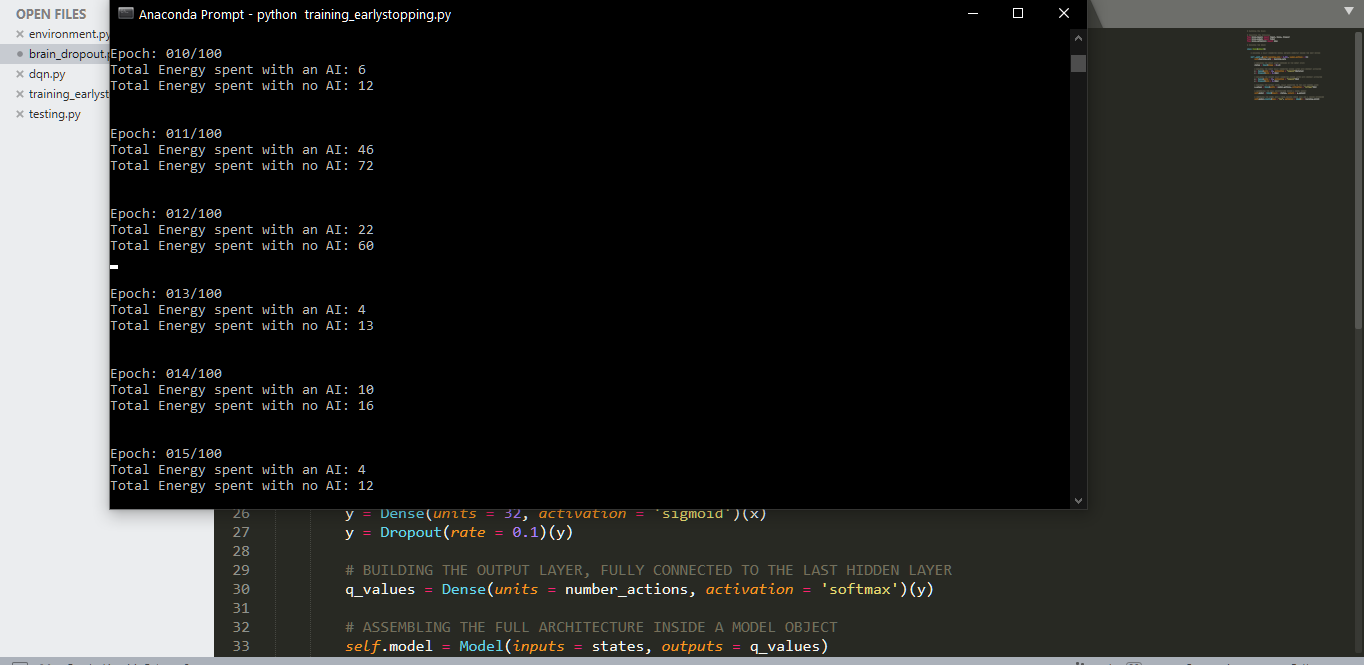 OPEN FILES
environment.py
brain_dropout.p
dqn.py
training_earlyst
testing.py
Anaconda Prompt - python training_earlystopping.py
Epoch: 010/100
Total Energy spent with an AI: 6
Total Energy spent with no AI: 12
Epoch: 011/100
Total Energy spent with an AI: 46
Total Energy spent with no AI: 72
Epoch: 012/100
Total Energy spent with an AI: 22
Total Energy spent with no AI: 60
Epoch: 013/100
Total Energy spent with an AI: 4
Total Energy spent with no AI: 13
Epoch: 014/100
Total Energy spent with an AI: 10
Total Energy spent with no AI: 16
Epoch: 015/100
Total Energy spent with an AI: 4
Total Energy spent with no AI: 12
26 y = Dense(units = 32, activation = 'sigmoid')(x)
27 y = Dropout(rate = 0.1)(y)
28
29 # BUILDING THE OUTPUT LAYER, FULLY CONNECTED TO THE LAST HIDDEN LAYER
30 q_values = Dense(units = number_actions, activation = 'softmax')(y)
31
32 # ASSEMBLING THE FULL ARCHITECTURE INSIDE A MODEL OBJECT
33 self.model = Model(inputs = states, outputs = q_values)